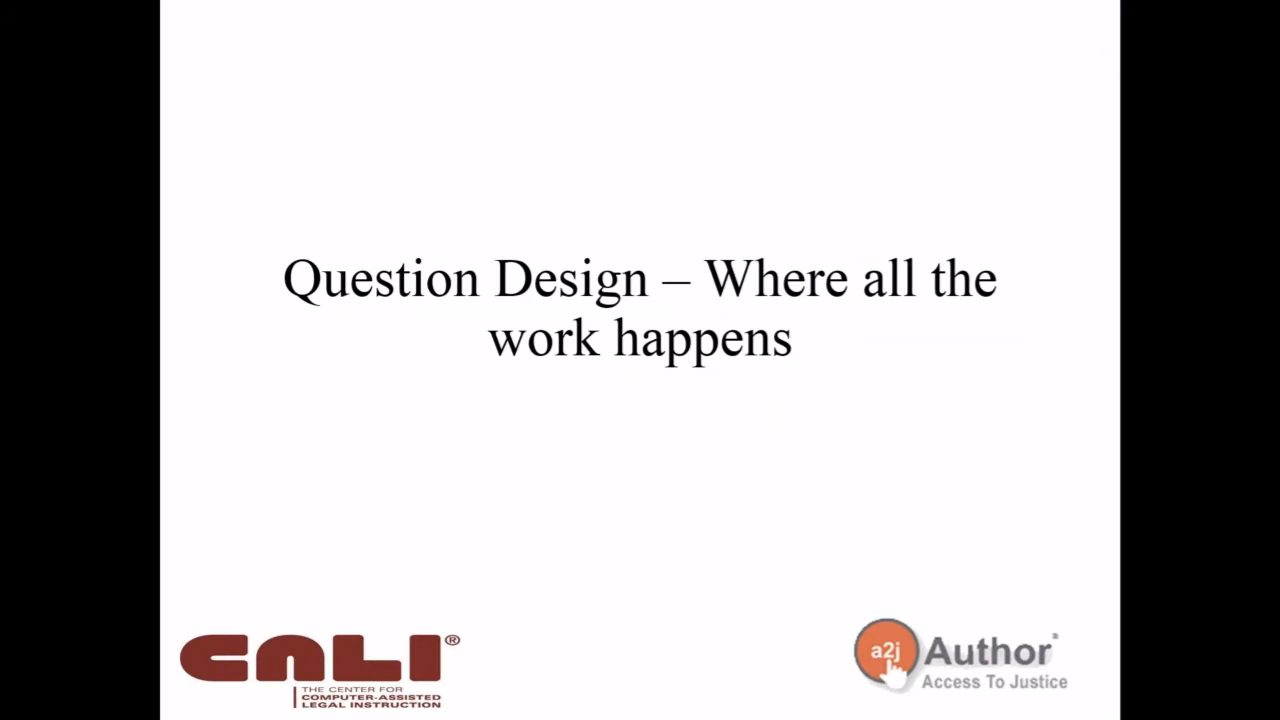 Question Design – Where all the
work happens
CALI®
THE CENTER FOR
COMPUTER-ASSISTED
LEGAL INSTRUCTION
a2j Author
Access To Justice